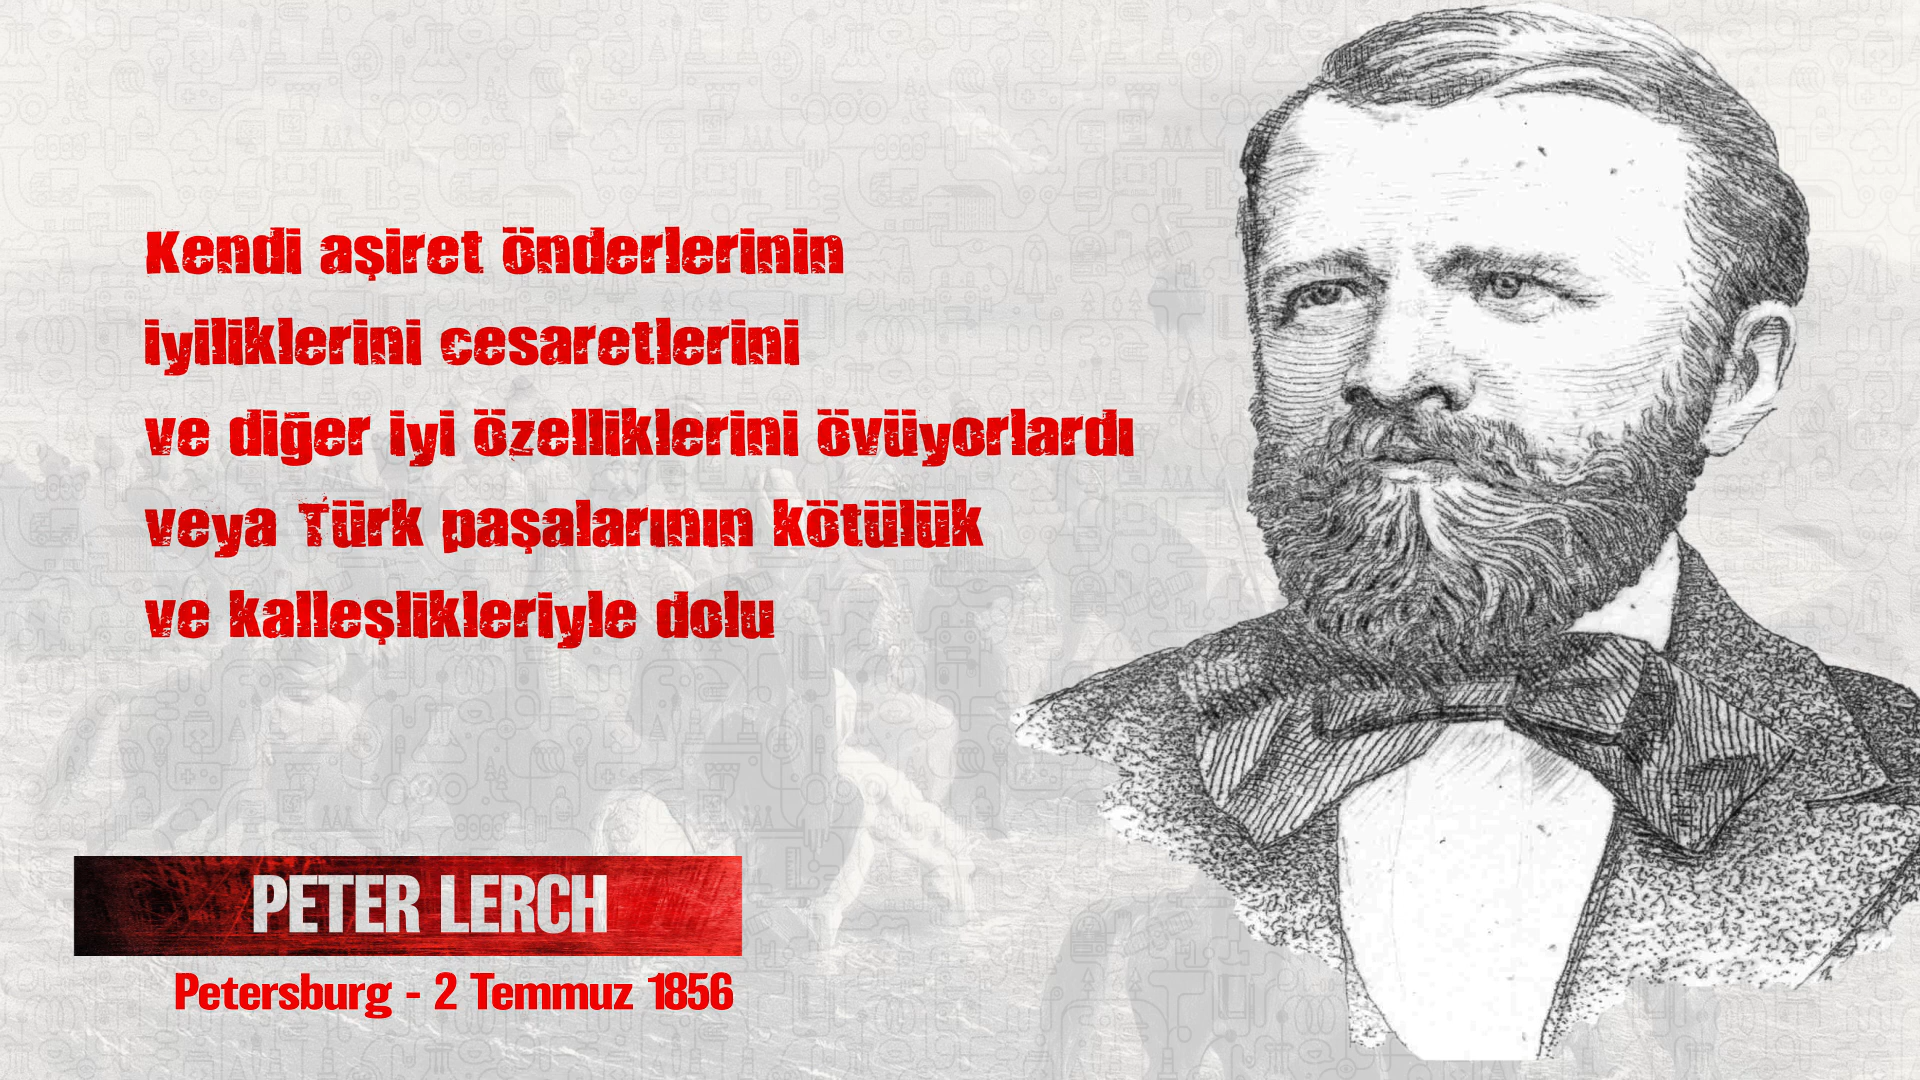 Kendi aşiret önderlerinin
iyiliklerini cesaretlerini
ve diğer iyi özelliklerini övüyorlardı
veya Türk paşalarının kötülük
ve kalleşlikleriyle dolu
PETER LERCH
Petersburg - 2 Temmuz 1856